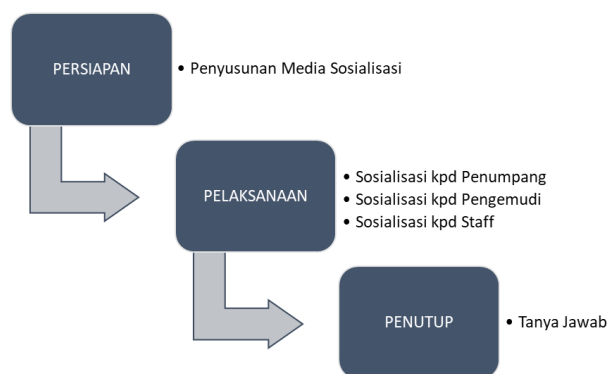 PERSIAPAN
• Penyusunan Media Sosialisasi
PELAKSANAAN
• Sosialisasi kpd Penumpang
• Sosialisasi kpd Pengemudi
• Sosialisasi kpd Staff
PENUTUP
• Tanya Jawab